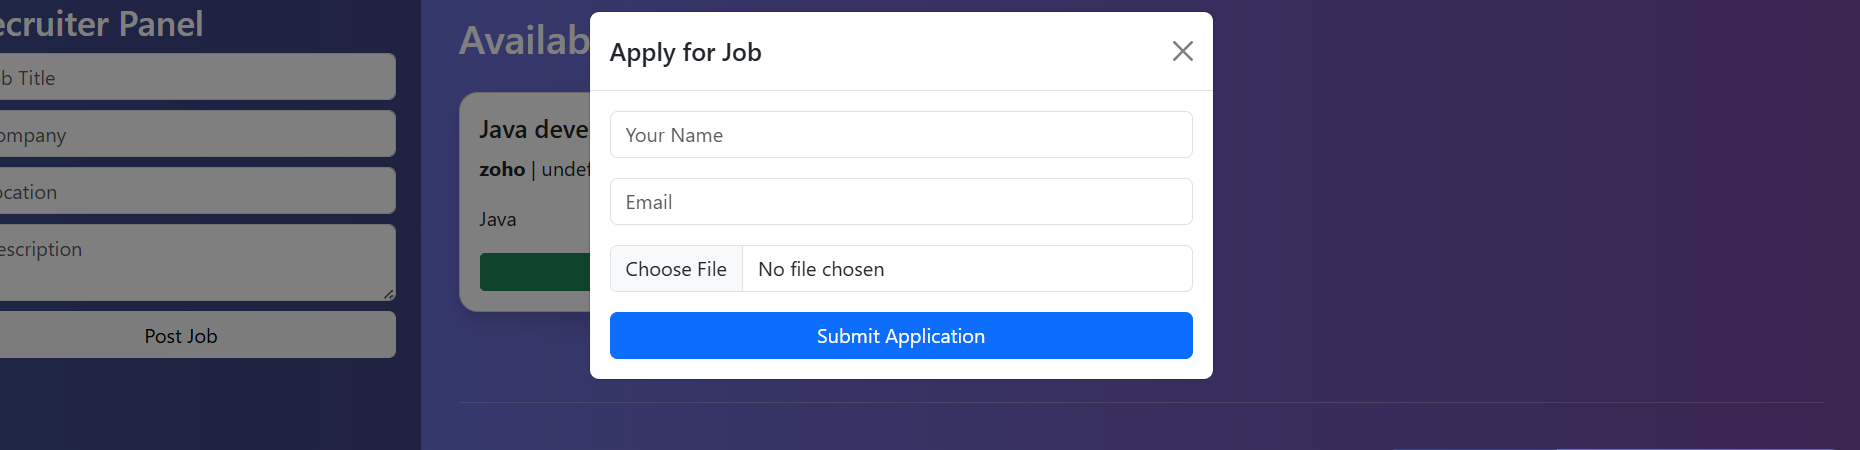 ecruiter Panel
b Title
ompany
ocation
escription
Post Job
Availab
Java deve
zoho | undef
Java
Apply for Job
Your Name
Email
Choose File No file chosen
Submit Application